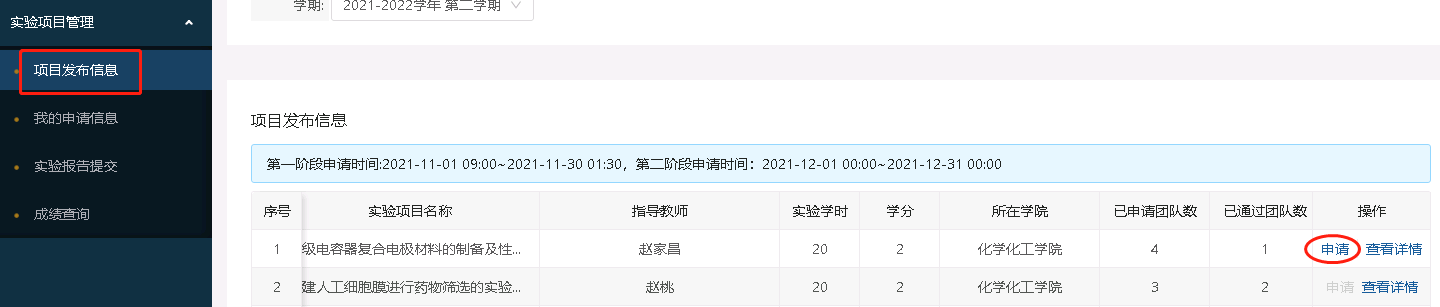 实验项目管理
项目发布信息
我的申请信息
实验报告提交
成绩查询
学期: 2021-2022学年 第二学期
项目发布信息
第一阶段申请时间:2021-11-01 09:00~2021-11-30 01:30，第二阶段申请时间：2021-12-01 00:00~2021-12-31 00:00
序号 实验项目名称 指导教师 实验学时 学分 所在学院 已申请团队数 已通过团队数 操作
1 级电容器复合电极材料的制备及性... 赵家昌 20 2 化学化工学院 4 1 申请 查看详情
2 建人工细胞膜进行药物筛选的实验... 赵桃 20 2 化学化工学院 3 2 申请 查看详情